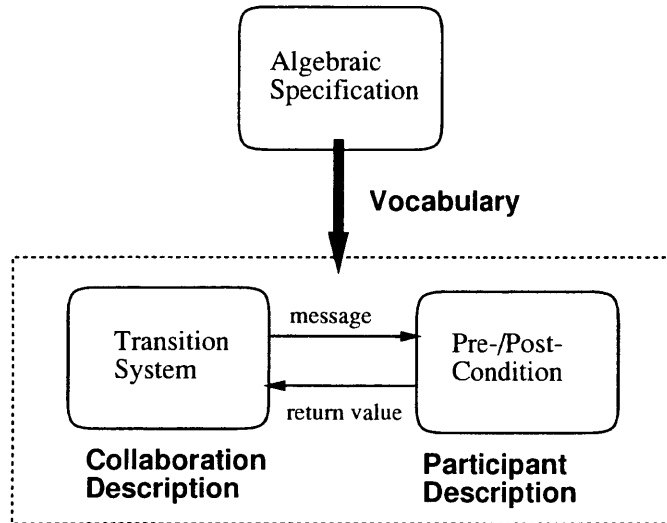 Algebraic
Specification
Vocabulary
message
Transition
System
Pre-/Post-
Condition
return value
Collaboration
Description
Participant
Description